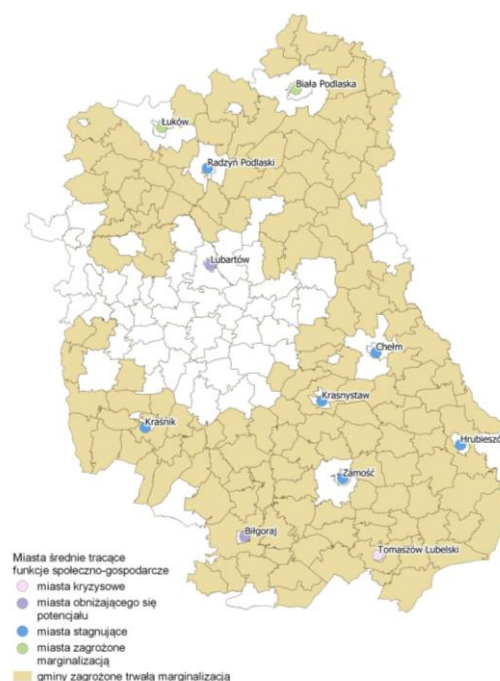 Biała Podlaska
Łuków
Radzyń Podlaski
Lubartów
Chełm
Krasnystaw
Kraśnik
Hrubieszó
Zamość
Biłgoraj
Tomaszów Lubelski
Miasta średnie tracące
funkcje społeczno-gospodarcze
miasta kryzysowe
miasta obniżającego się
potencjału
miasta stagnujące
miasta zagrożone
marginalizacją
gminy zagrożone trwałą marginalizacją